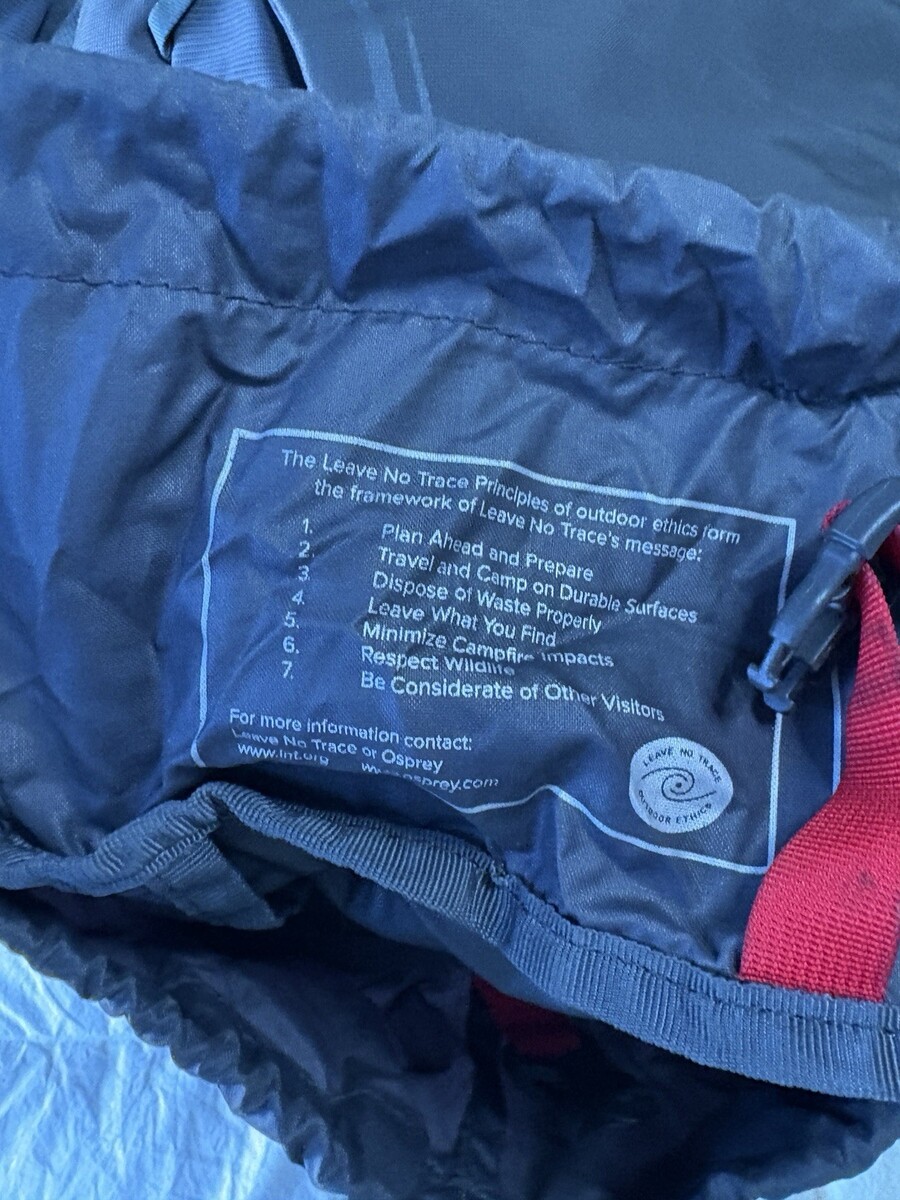 The Leave No Trace Principles of outdoor ethics form
the framework of Leave No Trace's message:
1. Plan Ahead and Prepare
2. Travel and Camp on Durable Surfaces
3. Dispose of Waste Properly
4. Leave What You Find
5. Minimize Campfire Impacts
6. Respect Wildlife
7. Be Considerate of Other Visitors
For more information contact:
Leave No Trace or Osprey
www.lnt.org www.osprey.com
LEAVE NO TRACE
OUTDOOR ETHICS